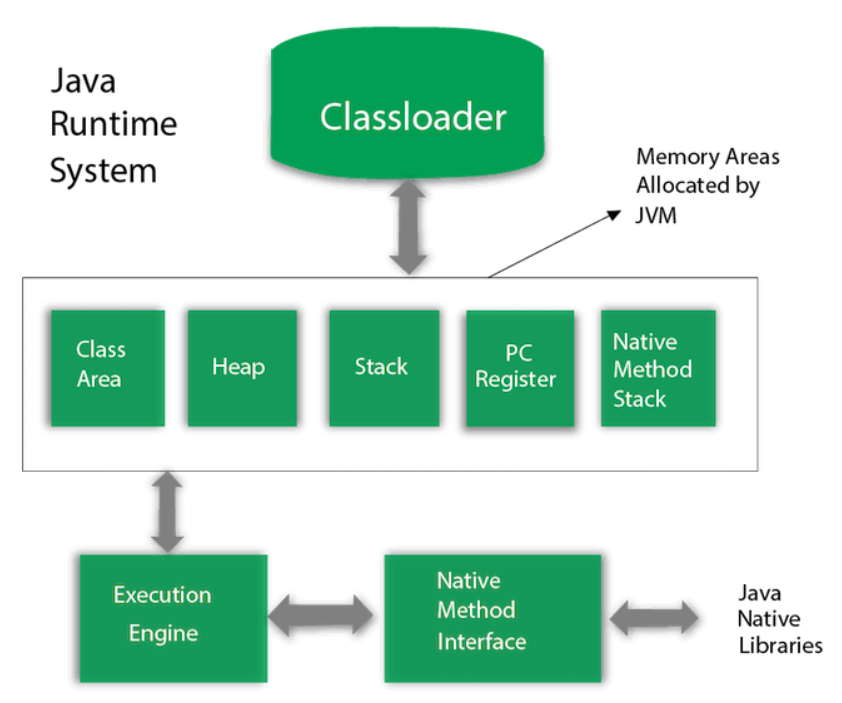 Java
Runtime
System
Classloader
Memory Areas
Allocated by
JVM
Class
Area
Heap
Stack
PC
Register
Native
Method
Stack
Execution
Engine
Native
Method
Interface
Java
Native
Libraries